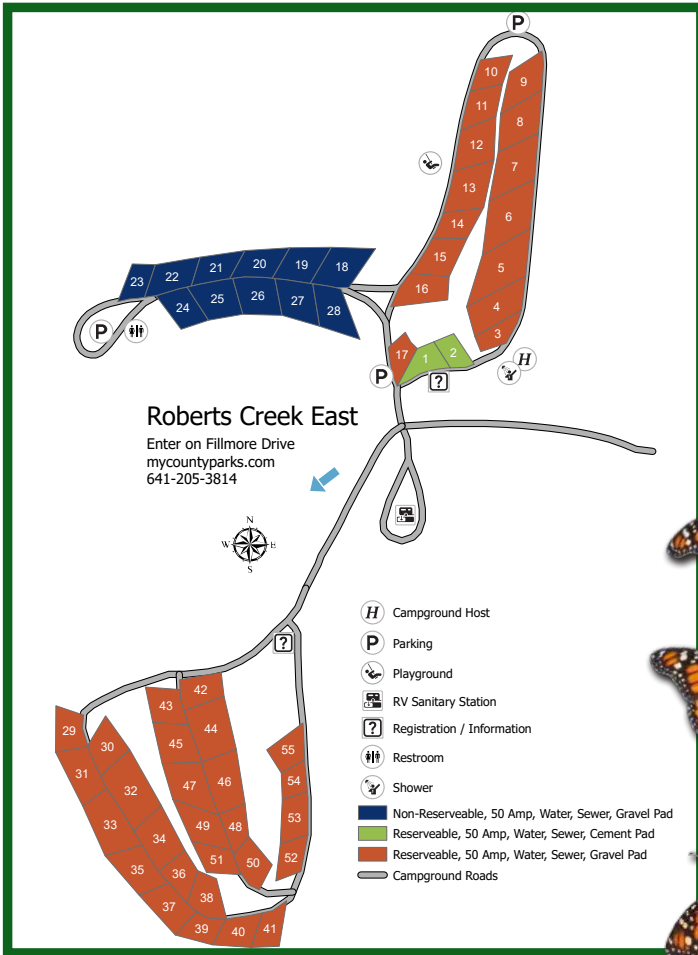 P
10
9
11
8
12
7
13
6
14
15
5
16
4
3
23
22
21
20
19
18
24
25
26
27
28
P
17
1
2
H
P
?
Roberts Creek East
Enter on Fillmore Drive
mycountyparks.com
641-205-3814
N
W
E
S
?
H Campground Host
P Parking
Playground
RV Sanitary Station
? Registration / Information
Restroom
Shower
Non-Reserveable, 50 Amp, Water, Sewer, Gravel Pad
Reserveable, 50 Amp, Water, Sewer, Cement Pad
Reserveable, 50 Amp, Water, Sewer, Gravel Pad
Campground Roads
29
30
31
32
33
34
35
36
37
38
39
40
41
42
43
44
45
46
47
48
49
50
51
52
53
54
55